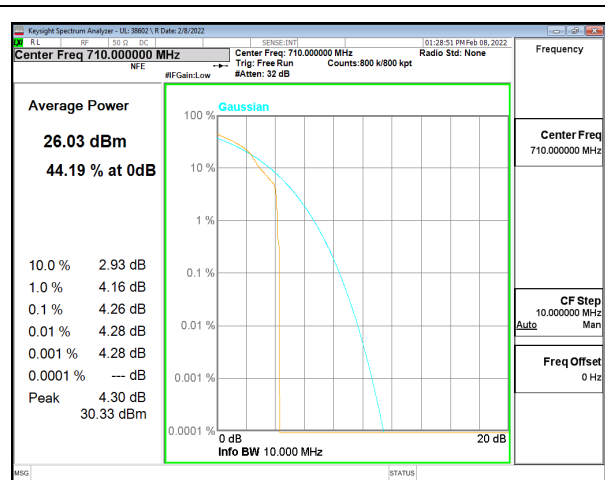 Keysight Spectrum Analyzer - UL: 38602 \ R Date: 2/8/2022
LXI RL RF 50 Ω DC SENSE:INT 01:28:51 PM Feb 08, 2022
Center Freq 710.000000 MHz
NFE
#IFGain:Low
Center Freq: 710.000000 MHz
Trig: Free Run Counts:800 k/800 kpt
#Atten: 32 dB
Radio Std: None
Average Power
26.03 dBm
44.19 % at 0dB
10.0 % 2.93 dB
1.0 % 4.16 dB
0.1 % 4.26 dB
0.01 % 4.28 dB
0.001 % 4.28 dB
0.0001 % --- dB
Peak 4.30 dB
30.33 dBm
Gaussian
100 %
10 %
1 %
0.1 %
0.01 %
0.001 %
0.0001 %
0 dB 20 dB
Info BW 10.000 MHz
Frequency
Center Freq
710.000000 MHz
CF Step
10.000000 MHz
Auto Man
Freq Offset
0 Hz
MSG STATUS